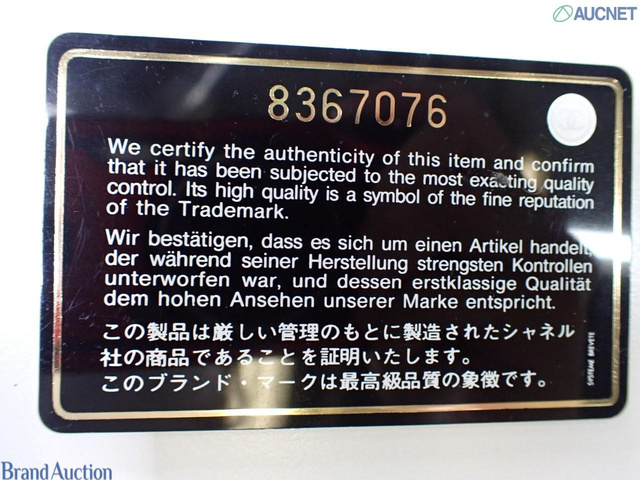 AUCNET
8367076
We certify the authenticity of this item and confirm
that it has been subjected to the most exacting quality
control. Its high quality is a symbol of the fine reputation
of the Trademark.
Wir bestätigen, dass es sich um einen Artikel handelt,
der während seiner Herstellung strengsten Kontrollen
unterworfen war, und dessen erstklassige Qualität
dem hohen Ansehen unserer Marke entspricht.
この製品は厳しい管理のもとに製造されたシャネル
社の商品であることを証明いたします。
このブランド・マークは最高級品質の象徴です。
SYSTEME BREVETE
Brand Auction